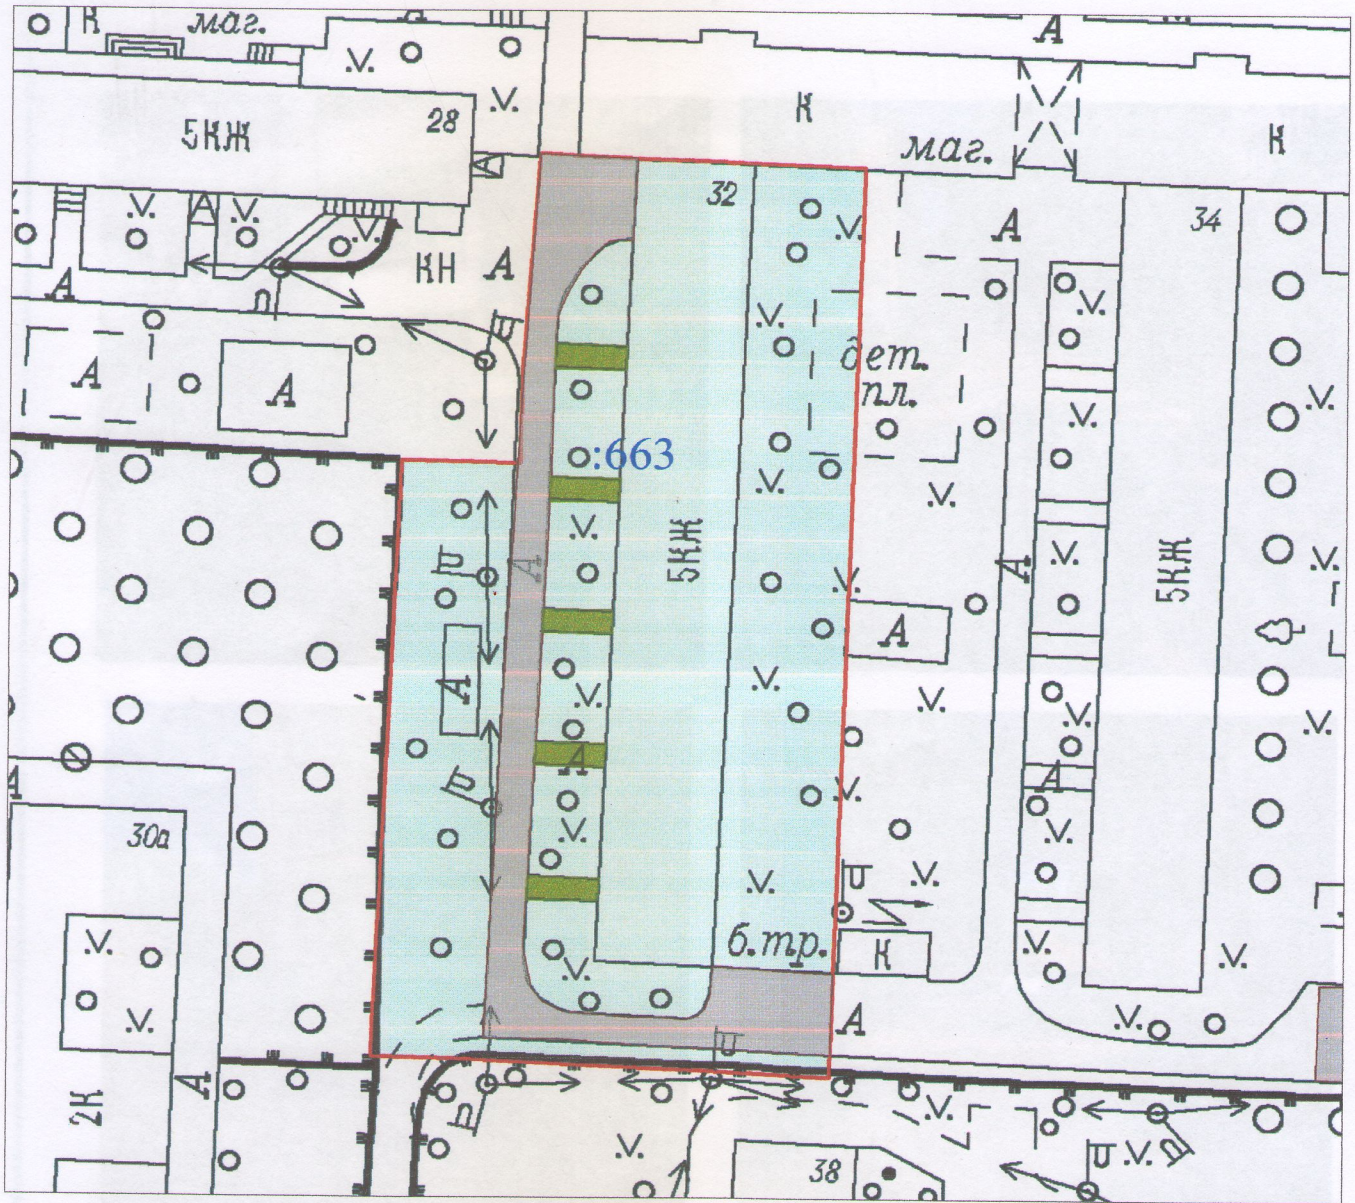 К
маг.
А
А
.V.
.V.
5КЖ
28
К
маг.
К
32
34
V.
V.
V.
V.
А
КН
А
А
.V.
А
А
дет.
пл.
:663
.V.
А
5КЖ
А
5КЖ
А
А
А
30а
А
б.тр.
К
А
2К
А
38